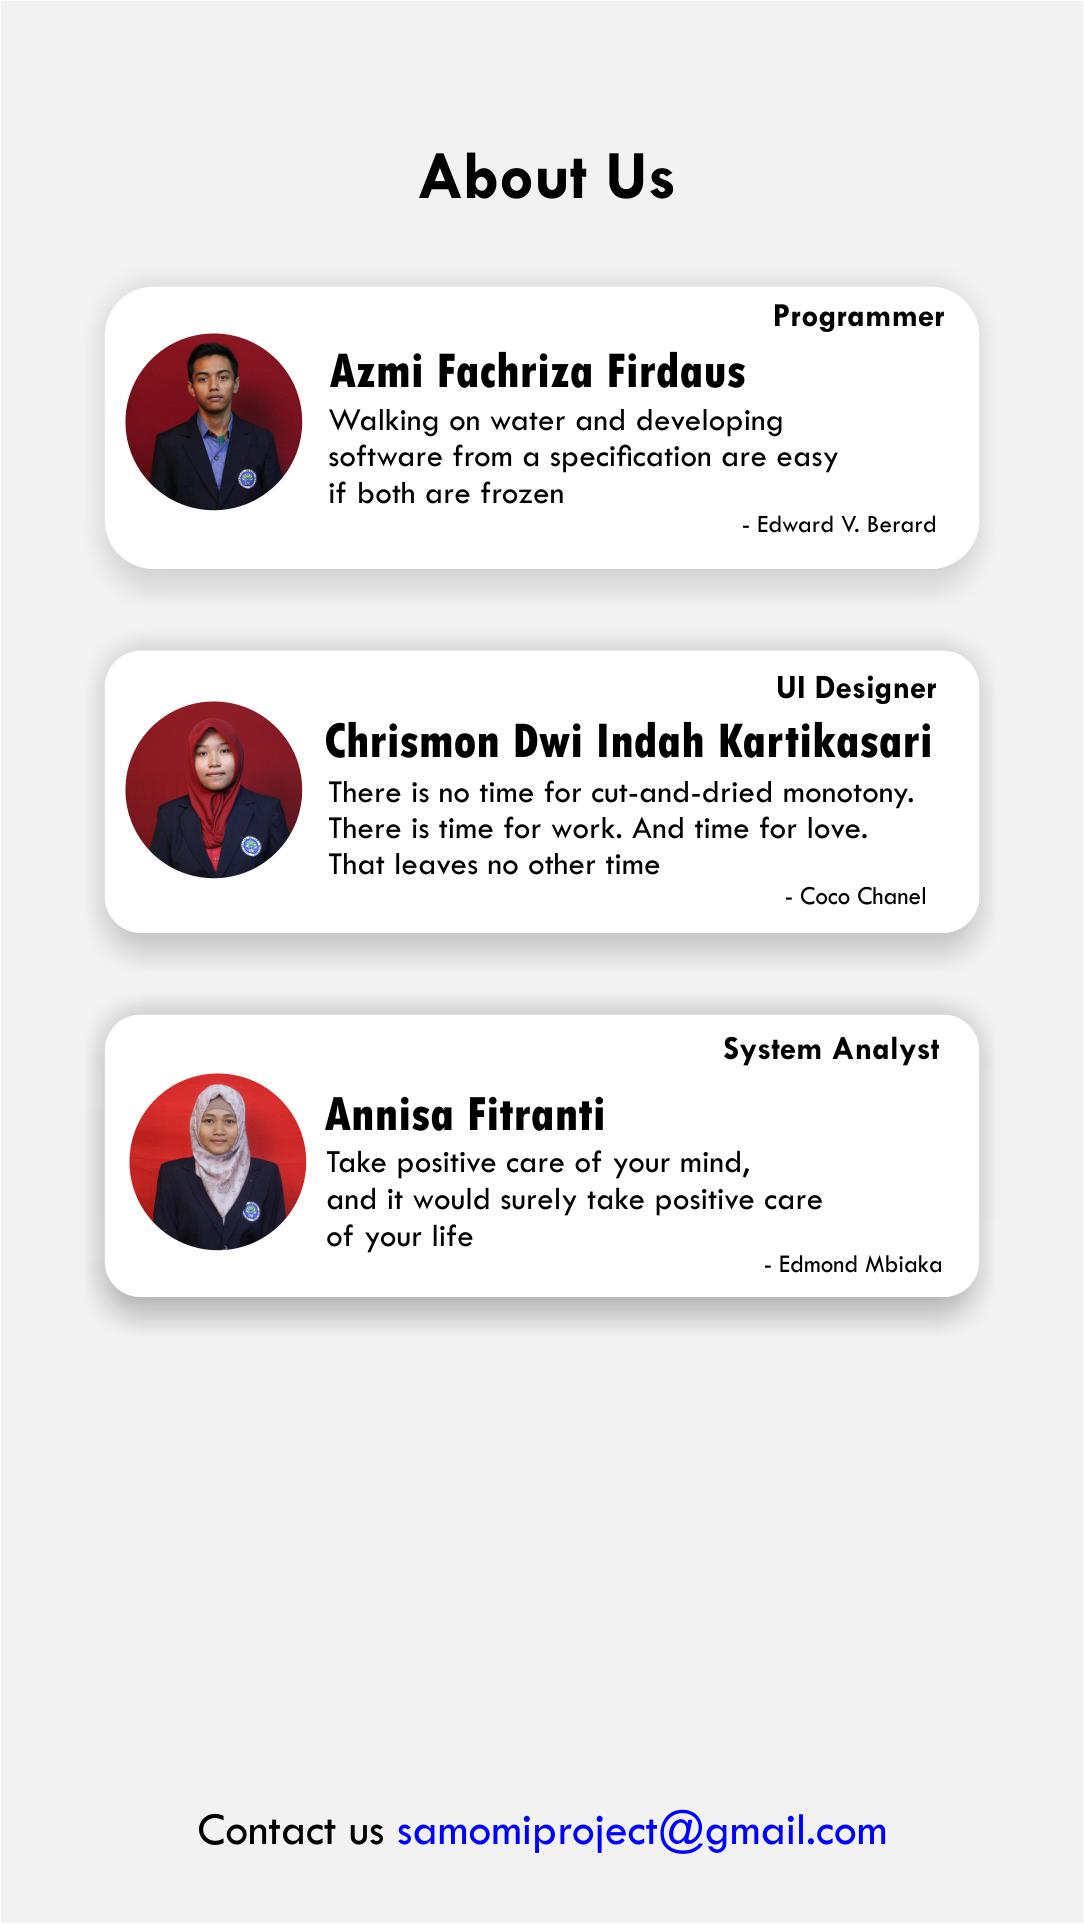 About Us
Programmer
Azmi Fachriza Firdaus
Walking on water and developing
software from a specification are easy
if both are frozen
- Edward V. Berard
UI Designer
Chrismon Dwi Indah Kartikasari
There is no time for cut-and-dried monotony.
There is time for work. And time for love.
That leaves no other time
- Coco Chanel
System Analyst
Annisa Fitranti
Take positive care of your mind,
and it would surely take positive care
of your life
- Edmond Mbiaka
Contact us samomiproject@gmail.com